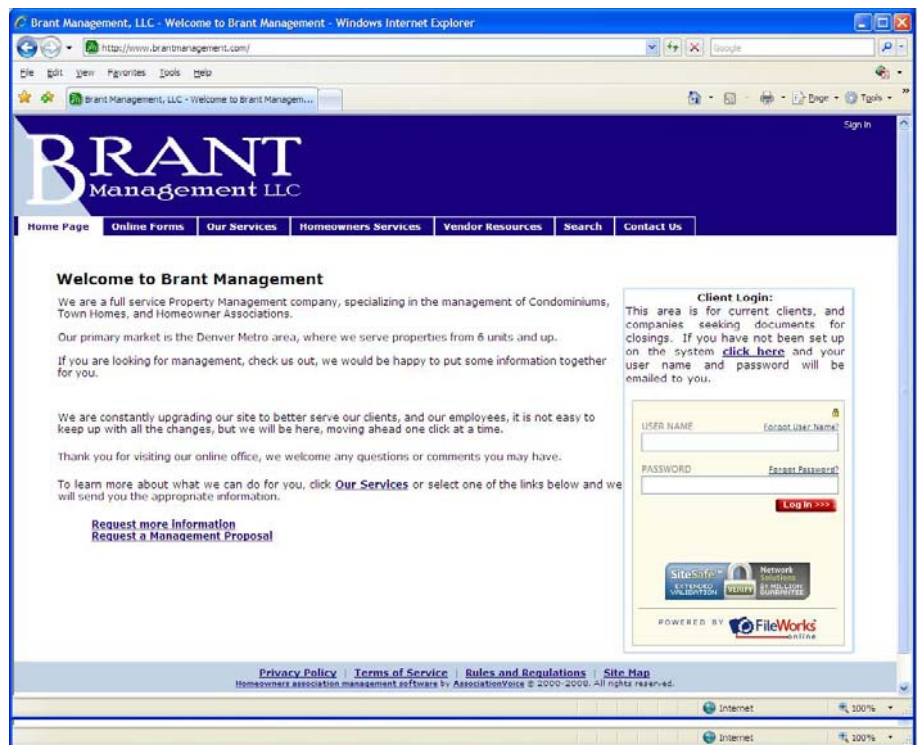 Brant Management, LLC - Welcome to Brant Management - Windows Internet Explorer
http://www.brantmanagement.com/
Google
File Edit View Favorites Tools Help
Brant Management, LLC - Welcome to Brant Managem...
Page Tools
Sign In
BRANT
Management LLC
Home Page Online Forms Our Services Homeowners Services Vendor Resources Search Contact Us
Welcome to Brant Management
We are a full service Property Management company, specializing in the management of Condominiums,
Town Homes, and Homeowner Associations.
Our primary market is the Denver Metro area, where we serve properties from 6 units and up.
If you are looking for management, check us out, we would be happy to put some information together
for you.
We are constantly upgrading our site to better serve our clients, and our employees, it is not easy to
keep up with all the changes, but we will be here, moving ahead one click at a time.
Thank you for visiting our online office, we welcome any questions or comments you may have.
To learn more about what we can do for you, click Our Services or select one of the links below and we
will send you the appropriate information.
Request more information
Request a Management Proposal
Client Login:
This area is for current clients, and
companies seeking documents for
closings. If you have not been set up
on the system click here and your
user name and password will be
emailed to you.
USER NAME Forgot User Name?
PASSWORD Forgot Password?
Log In >>>
SiteSafe™
EXTENDED
VALIDATION
VERIFY
Network
Solutions
$1 MILLION
GUARANTEE
POWERED BY FileWorks
online
Privacy Policy | Terms of Service | Rules and Regulations | Site Map
Homeowners association management software by AssociationVoice © 2000-2008. All rights reserved.
Internet 100%
Internet 100%